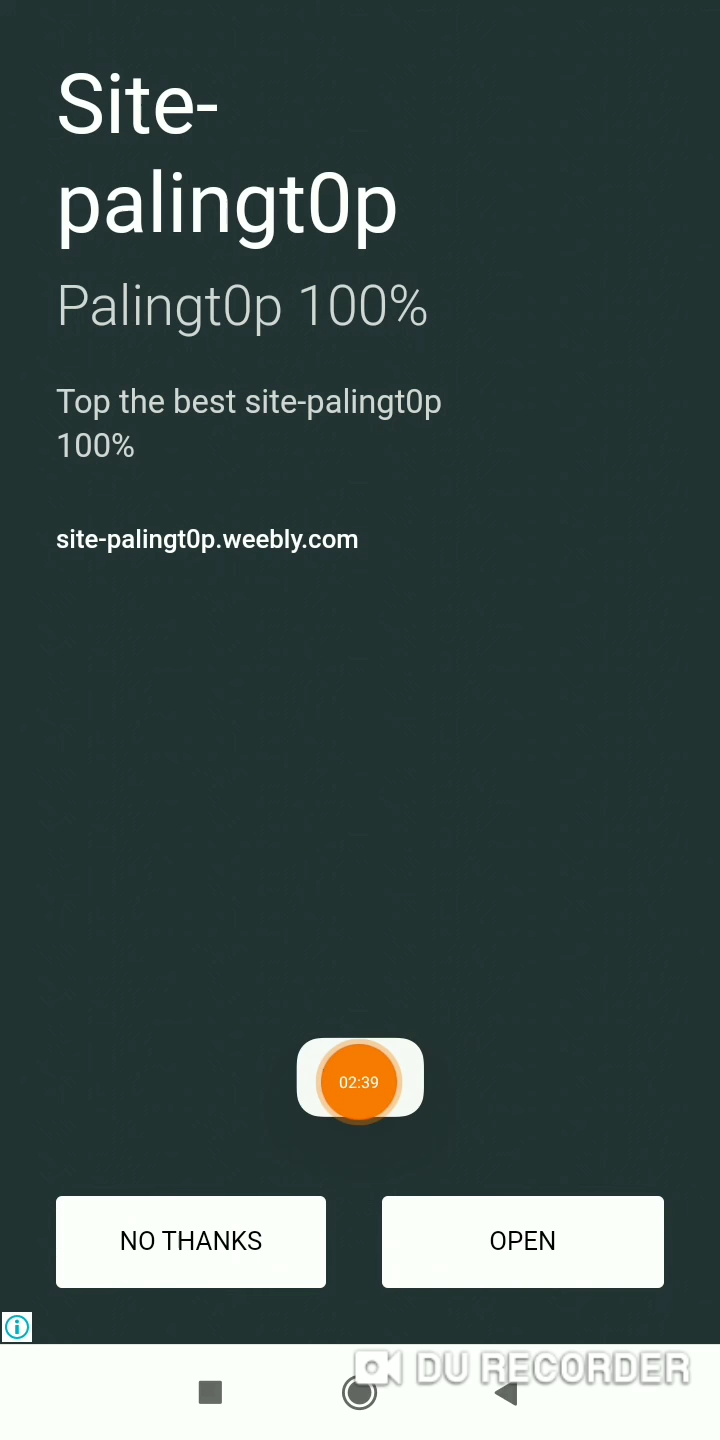 Site-
palingt0p
Palingt0p 100%
Top the best site-palingt0p
100%
site-palingt0p.weebly.com
02:39
NO THANKS
OPEN
DU RECORDER